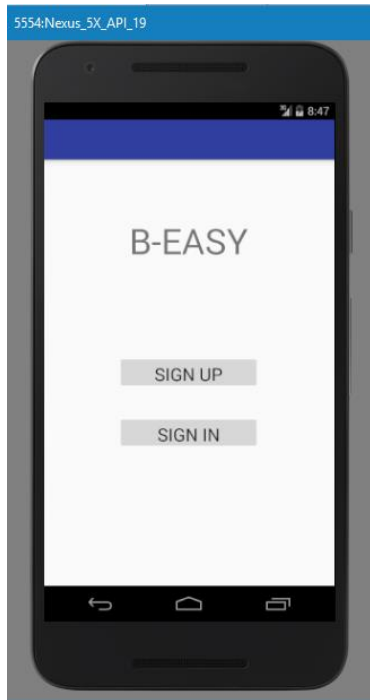 5554:Nexus_5X_API_19
8:47
B-EASY
SIGN UP
SIGN IN